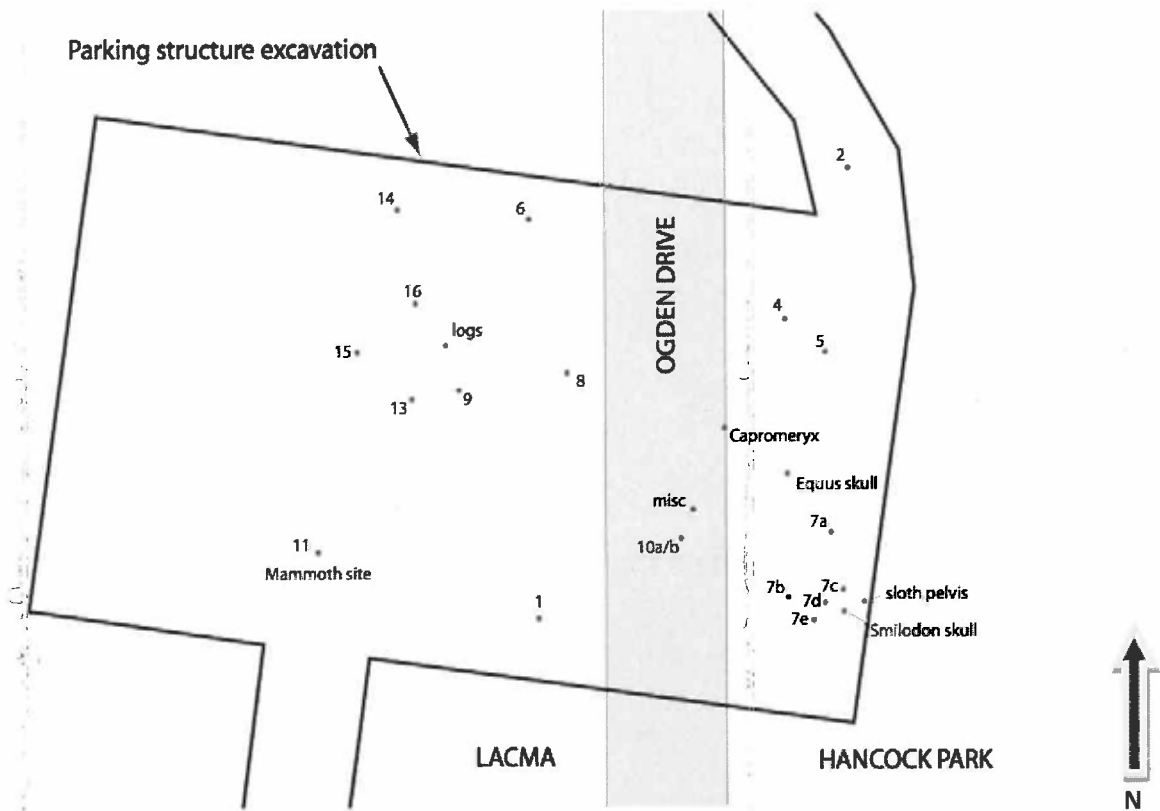 Parking structure excavation
2
14
6
OGDEN DRIVE
16
4
logs
15
5
8
9
13
Capromeryx
Equus skull
misc
7a
10a/b
11
Mammoth site
7b
7c
7d
sloth pelvis
1
7e
Smilodon skull
LACMA
HANCOCK PARK
N